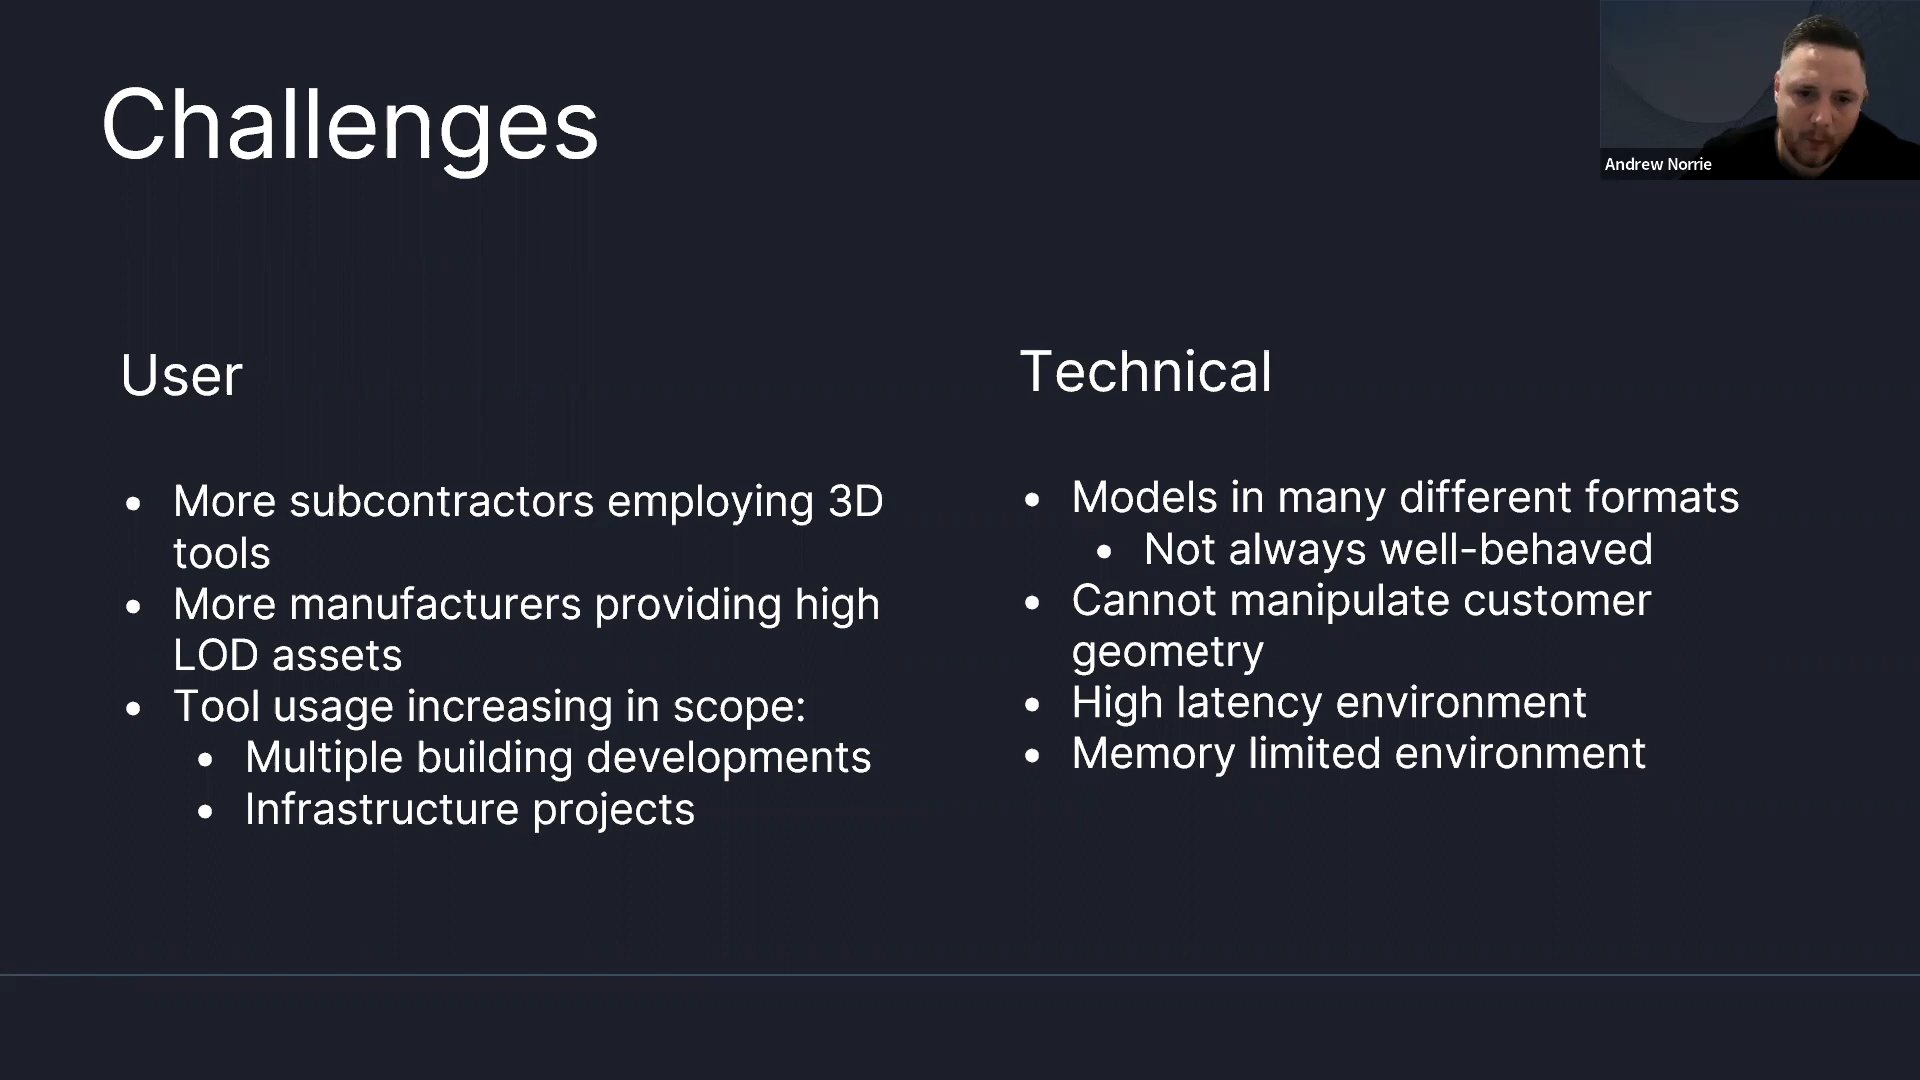 Challenges
Andrew Norrie
User
• More subcontractors employing 3D
tools
• More manufacturers providing high
LOD assets
• Tool usage increasing in scope:
• Multiple building developments
• Infrastructure projects
Technical
• Models in many different formats
• Not always well-behaved
• Cannot manipulate customer
geometry
• High latency environment
• Memory limited environment